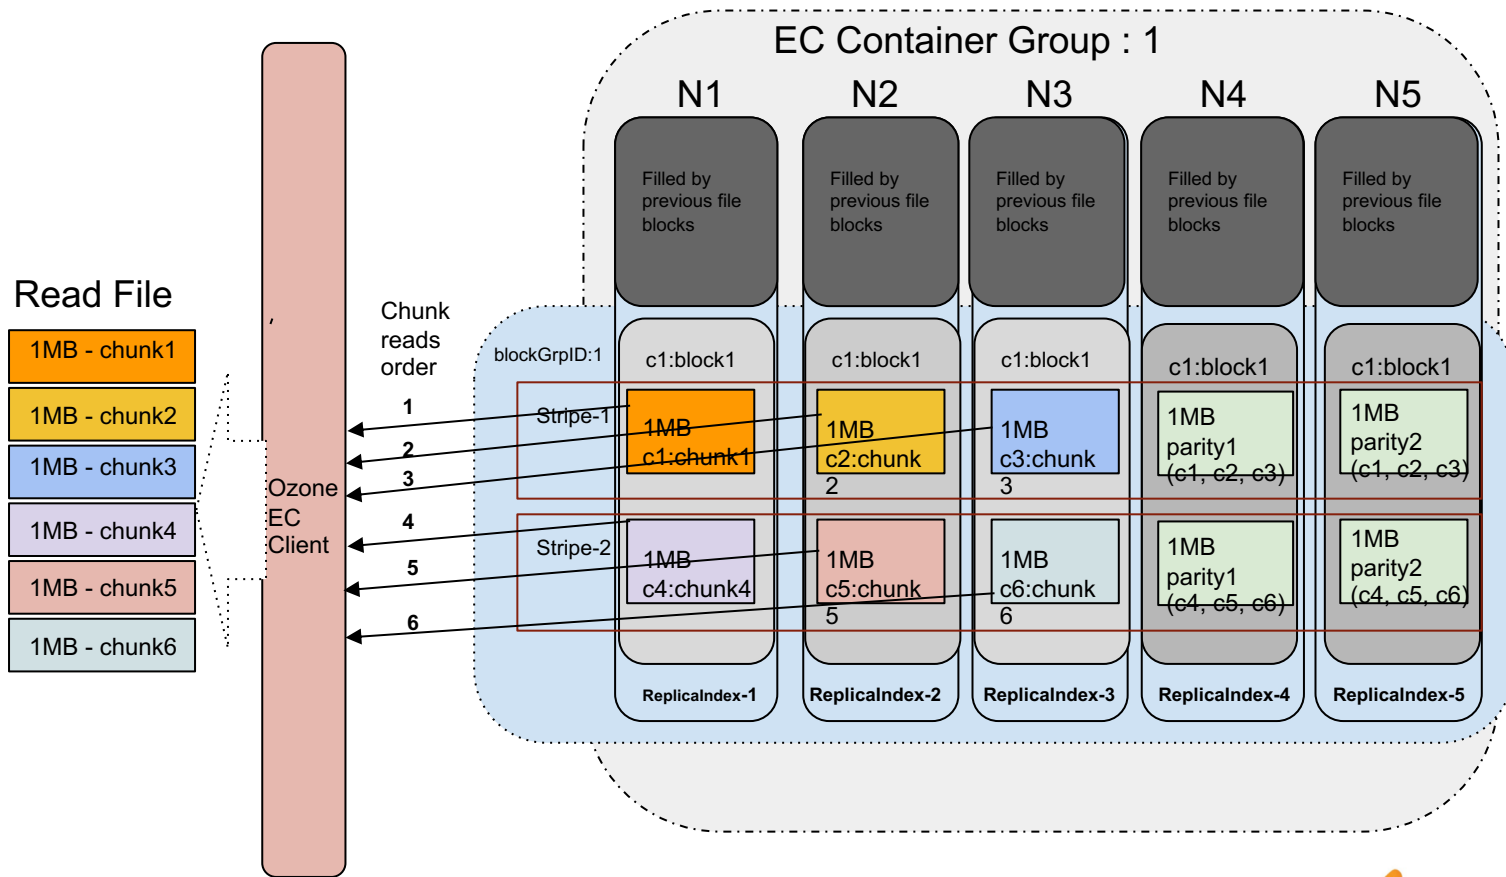 EC Container Group : 1
N1
N2
N3
N4
N5
Filled by
previous file
blocks
Filled by
previous file
blocks
Filled by
previous file
blocks
Filled by
previous file
blocks
Filled by
previous file
blocks
Read File
1MB - chunk1
1MB - chunk2
1MB - chunk3
1MB - chunk4
1MB - chunk5
1MB - chunk6
,
Ozone
EC
Client
Chunk
reads
order
1
2
3
4
5
6
blockGrpID:1
c1:block1
c1:block1
c1:block1
c1:block1
c1:block1
Stripe-1
1MB
c1:chunk1
1MB
c2:chunk
2
1MB
c3:chunk
3
1MB
parity1
(c1, c2, c3)
1MB
parity2
(c1, c2, c3)
Stripe-2
1MB
c4:chunk4
1MB
c5:chunk
5
1MB
c6:chunk
6
1MB
parity1
(c4, c5, c6)
1MB
parity2
(c4, c5, c6)
ReplicaIndex-1
ReplicaIndex-2
ReplicaIndex-3
ReplicaIndex-4
ReplicaIndex-5